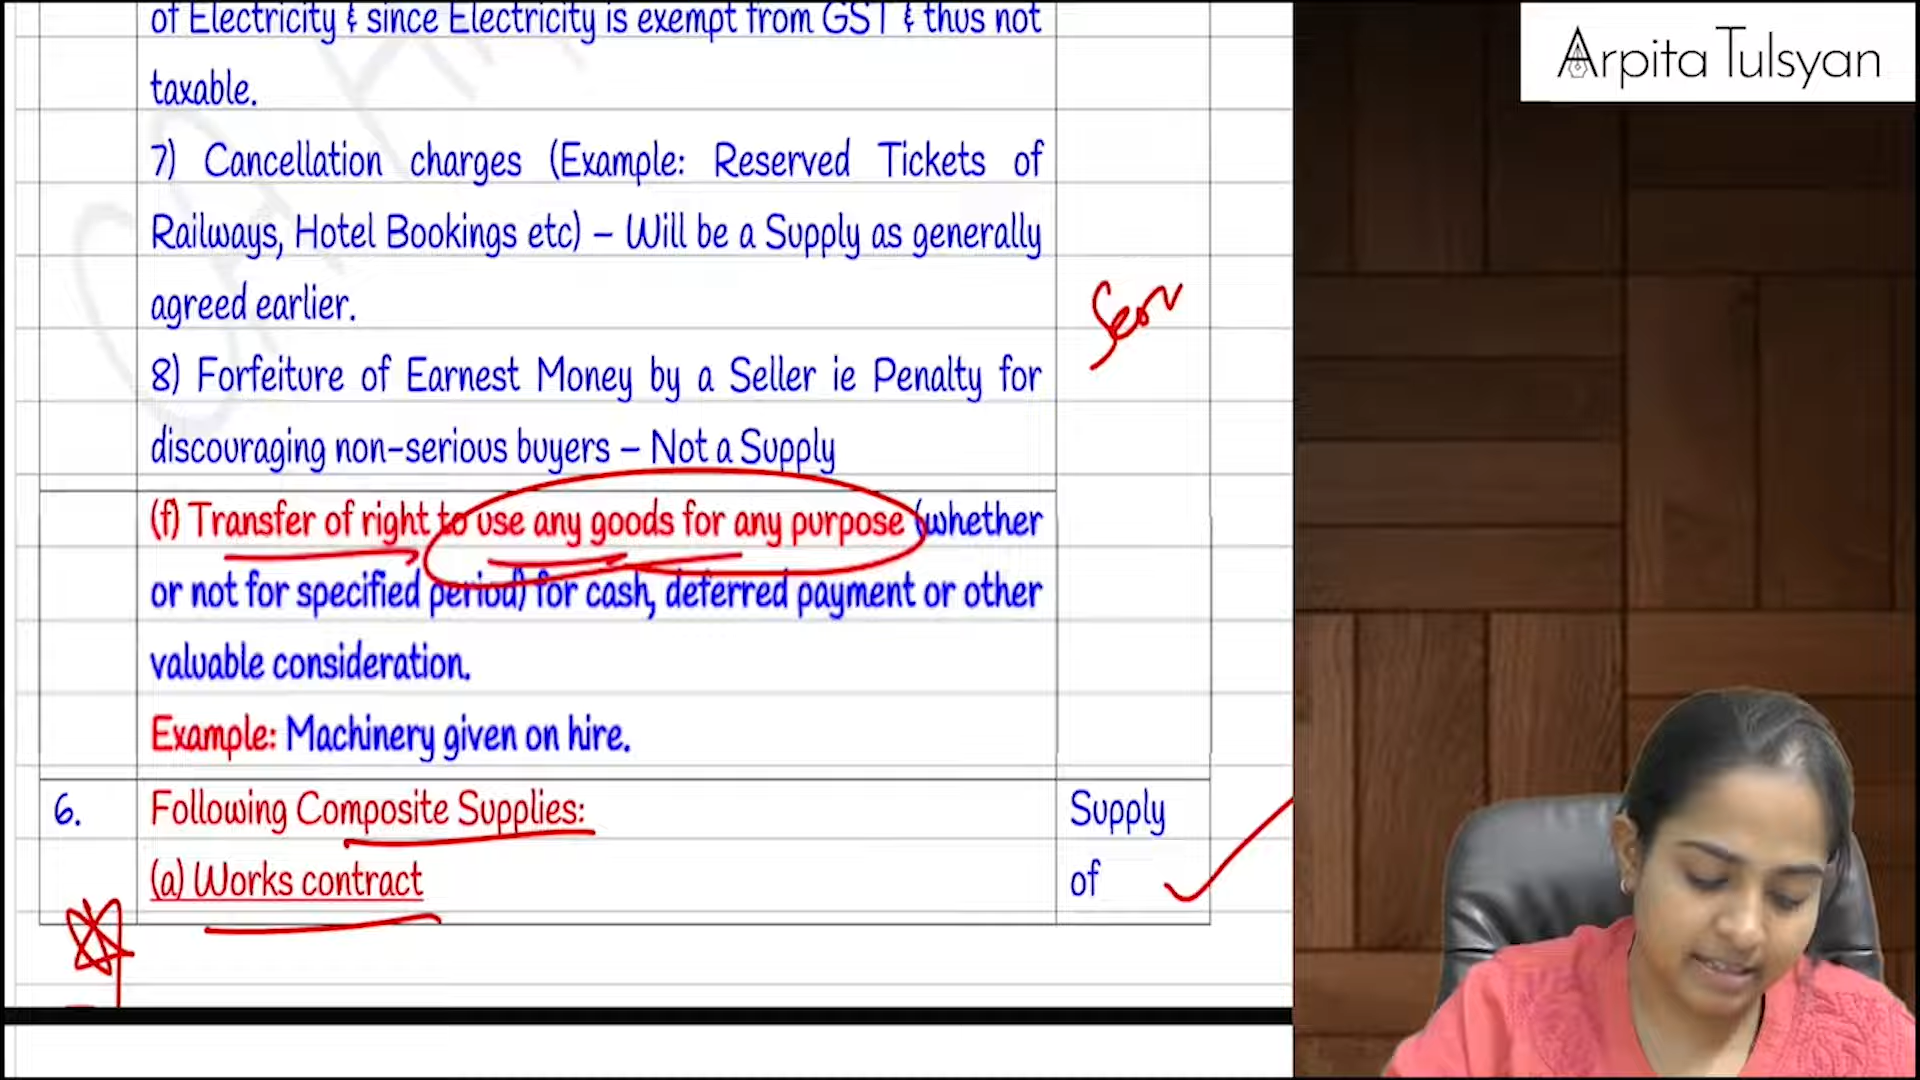 Arpita Tulsyan
of Electricity & since Electricity is exempt from GST & thus not
taxable.
7) Cancellation charges (Example: Reserved Tickets of
Railways, Hotel Bookings etc) – Will be a Supply as generally
agreed earlier.
8) Forfeiture of Earnest Money by a Seller ie Penalty for
discouraging non-serious buyers – Not a Supply
(f) Transfer of right to use any goods for any purpose (whether
or not for specified period) for cash, deferred payment or other
valuable consideration.
Example: Machinery given on hire.
6. Following Composite Supplies: Supply
(a) Works contract of